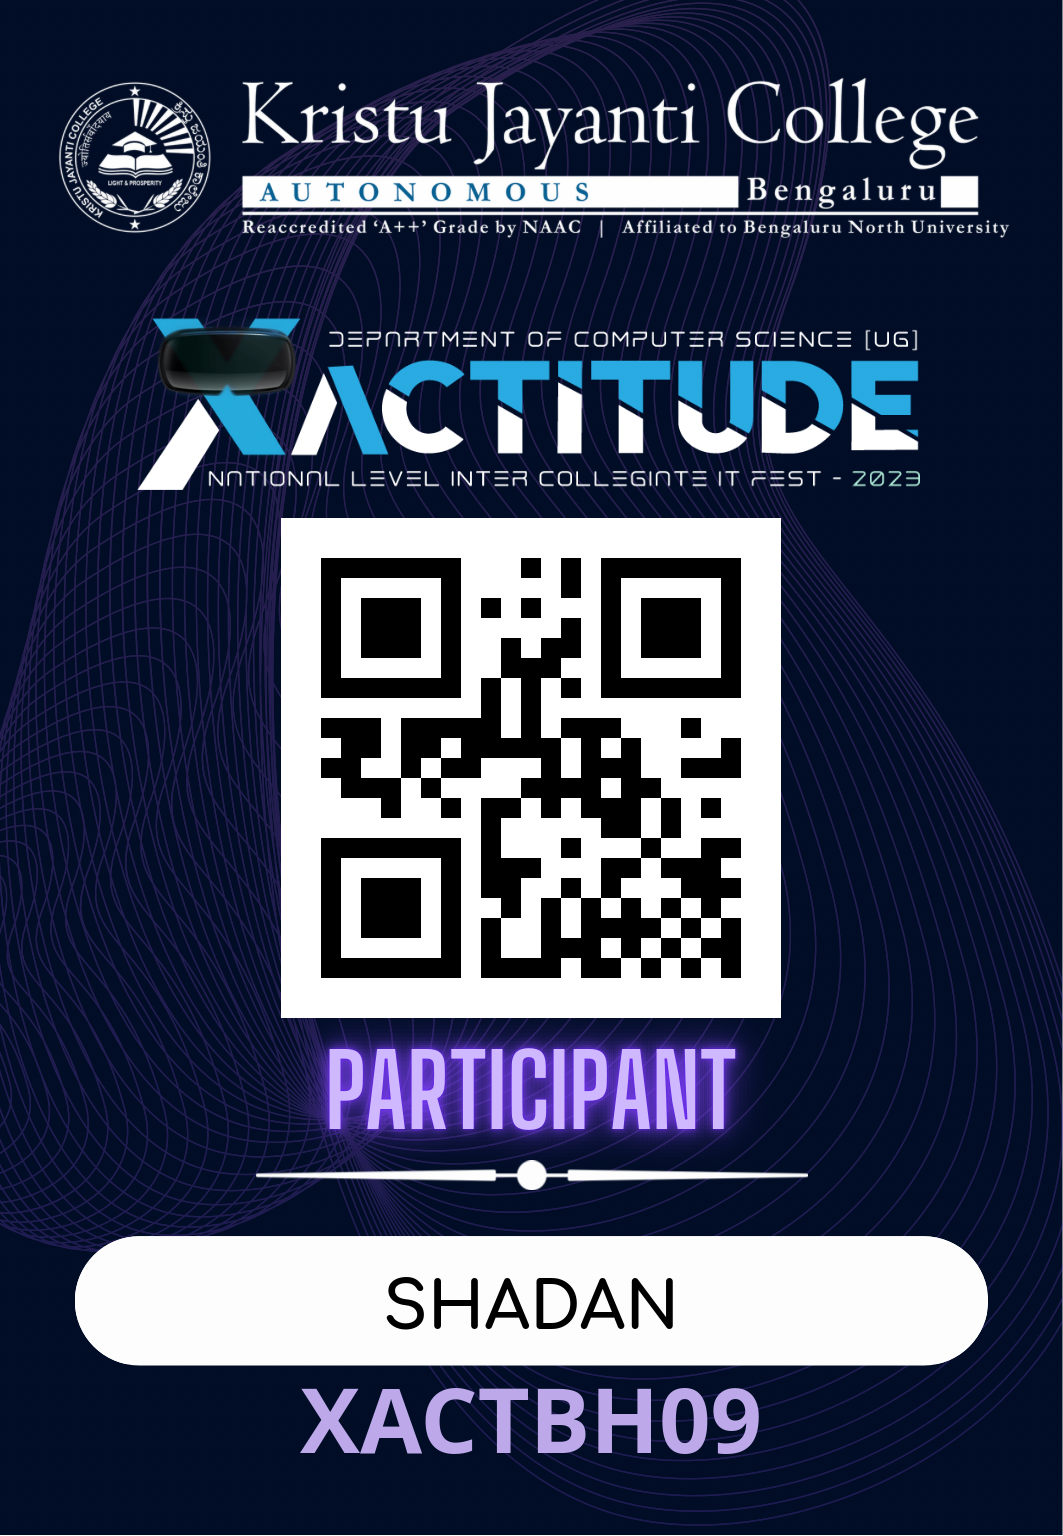 Kristu Jayanti College
AUTONOMOUS Bengaluru
Reaccredited ‘A++’ Grade by NAAC | Affiliated to Bengaluru North University
KRISTU JAYANTI COLLEGE
LIGHT & PROSPERITY
DEPARTMENT OF COMPUTER SCIENCE [UG]
XACTITUDE
NATIONAL LEVEL INTER COLLEGIATE IT FEST - 2023
PARTICIPANT
SHADAN
XACTBH09